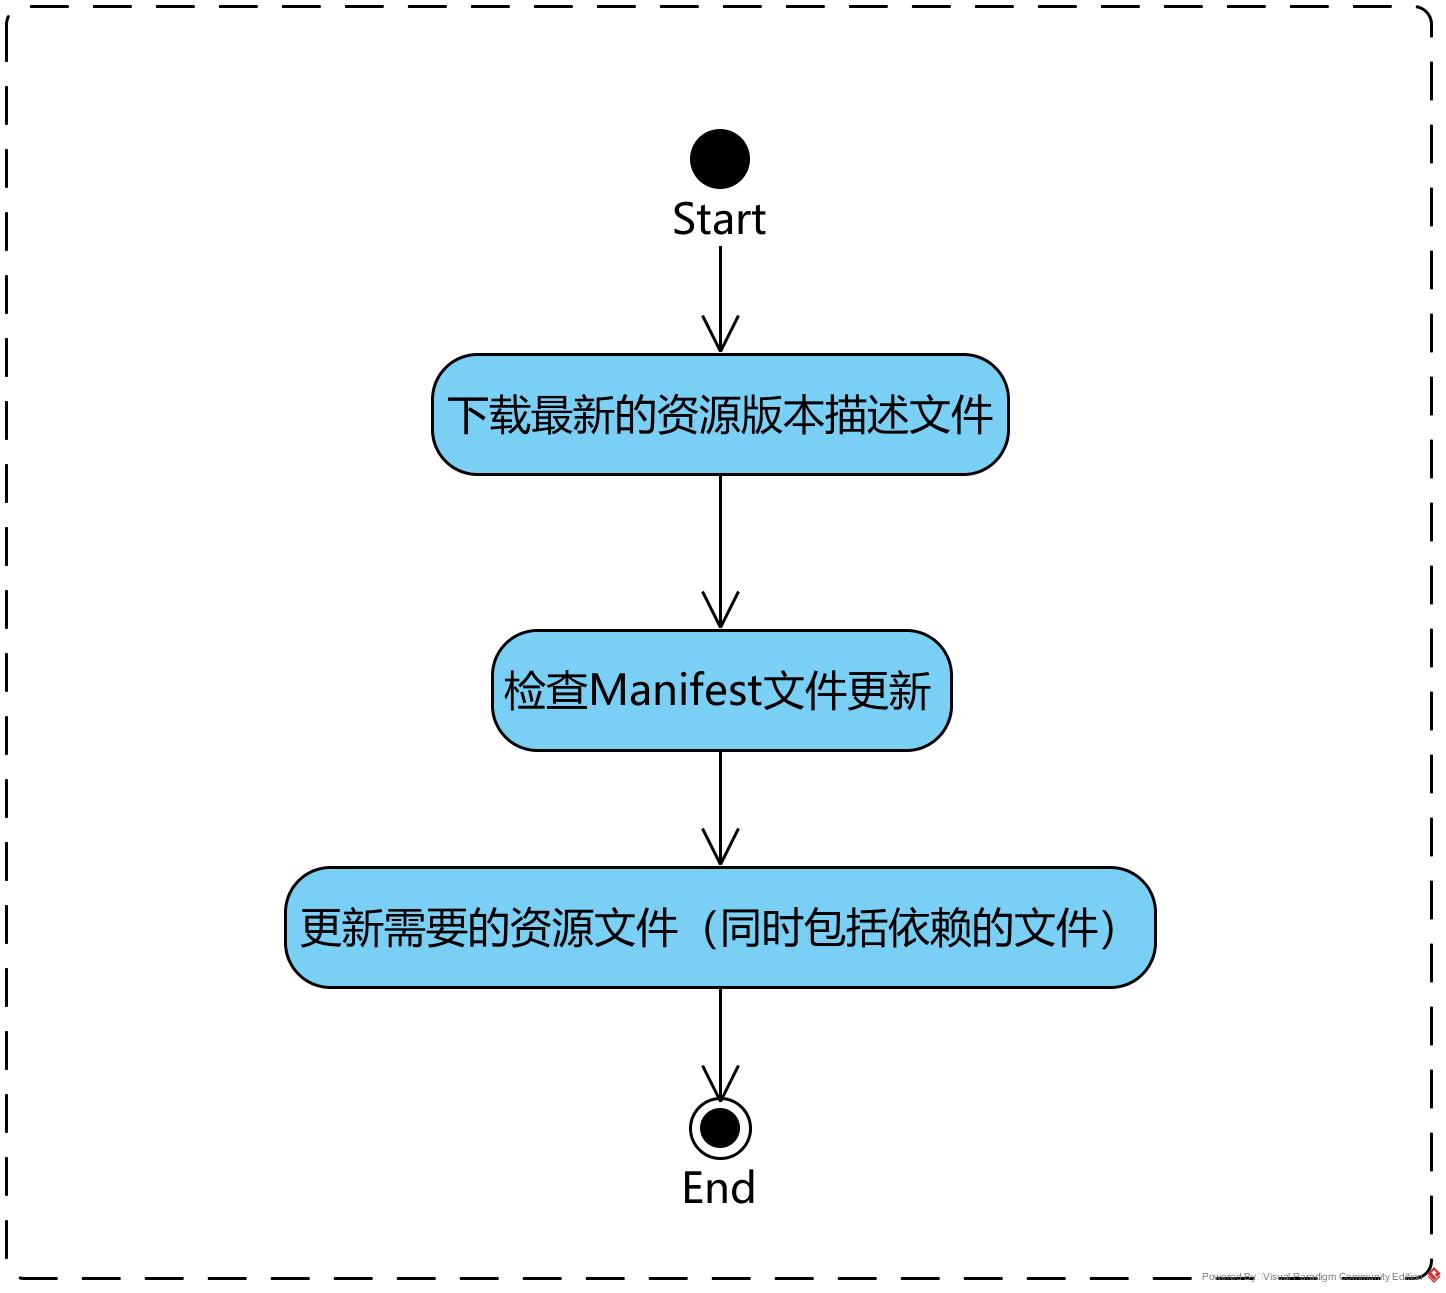 Start
下载最新的资源版本描述文件
检查Manifest文件更新
更新需要的资源文件（同时包括依赖的文件）
End
Powered By Visual Paradigm Community Edition